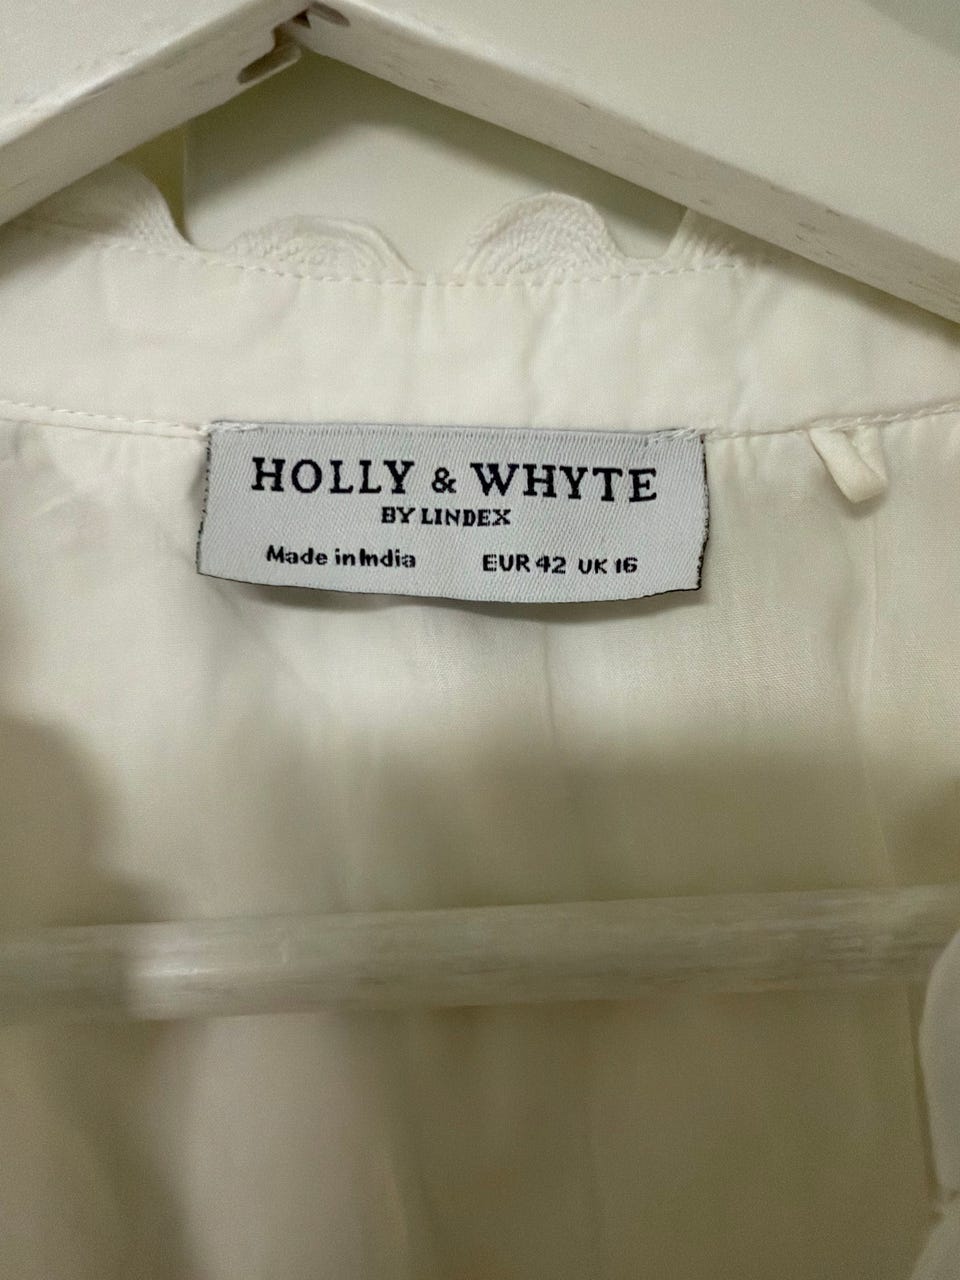 HOLLY & WHYTE
BY LINDEX
Made in India EUR 42 UK 16